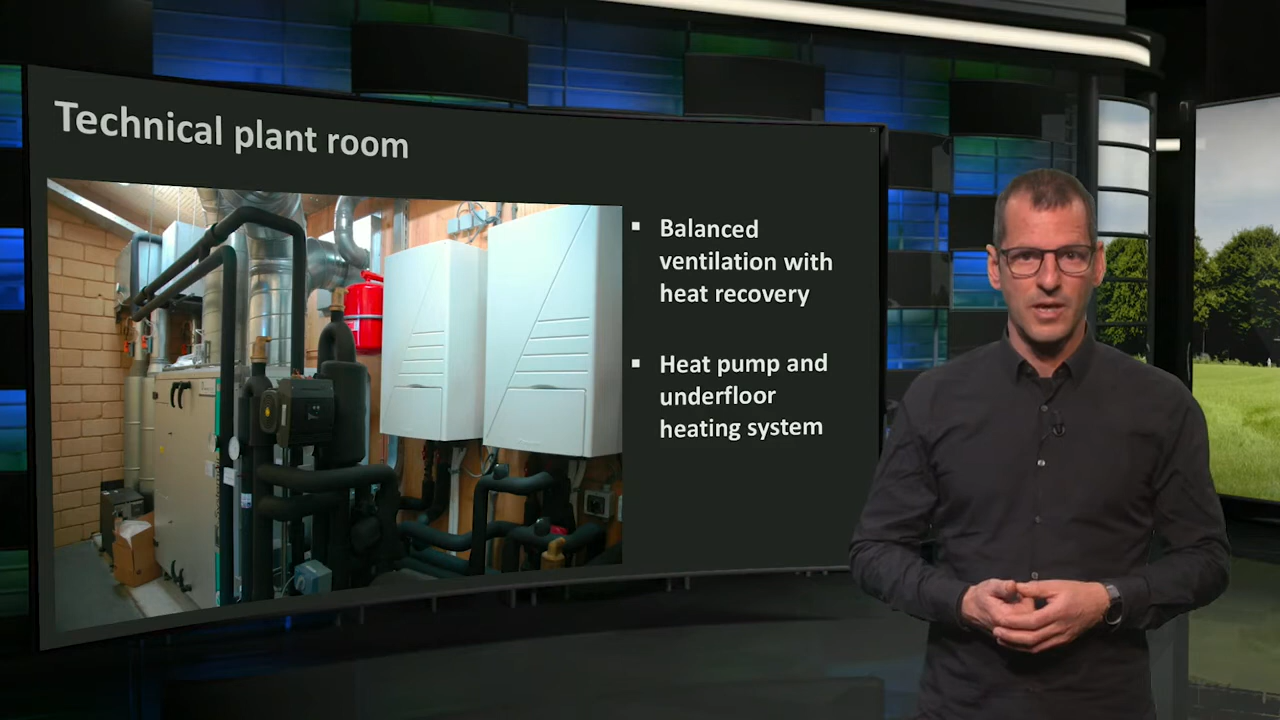 Technical plant room
▪ Balanced
ventilation with
heat recovery
▪ Heat pump and
underfloor
heating system